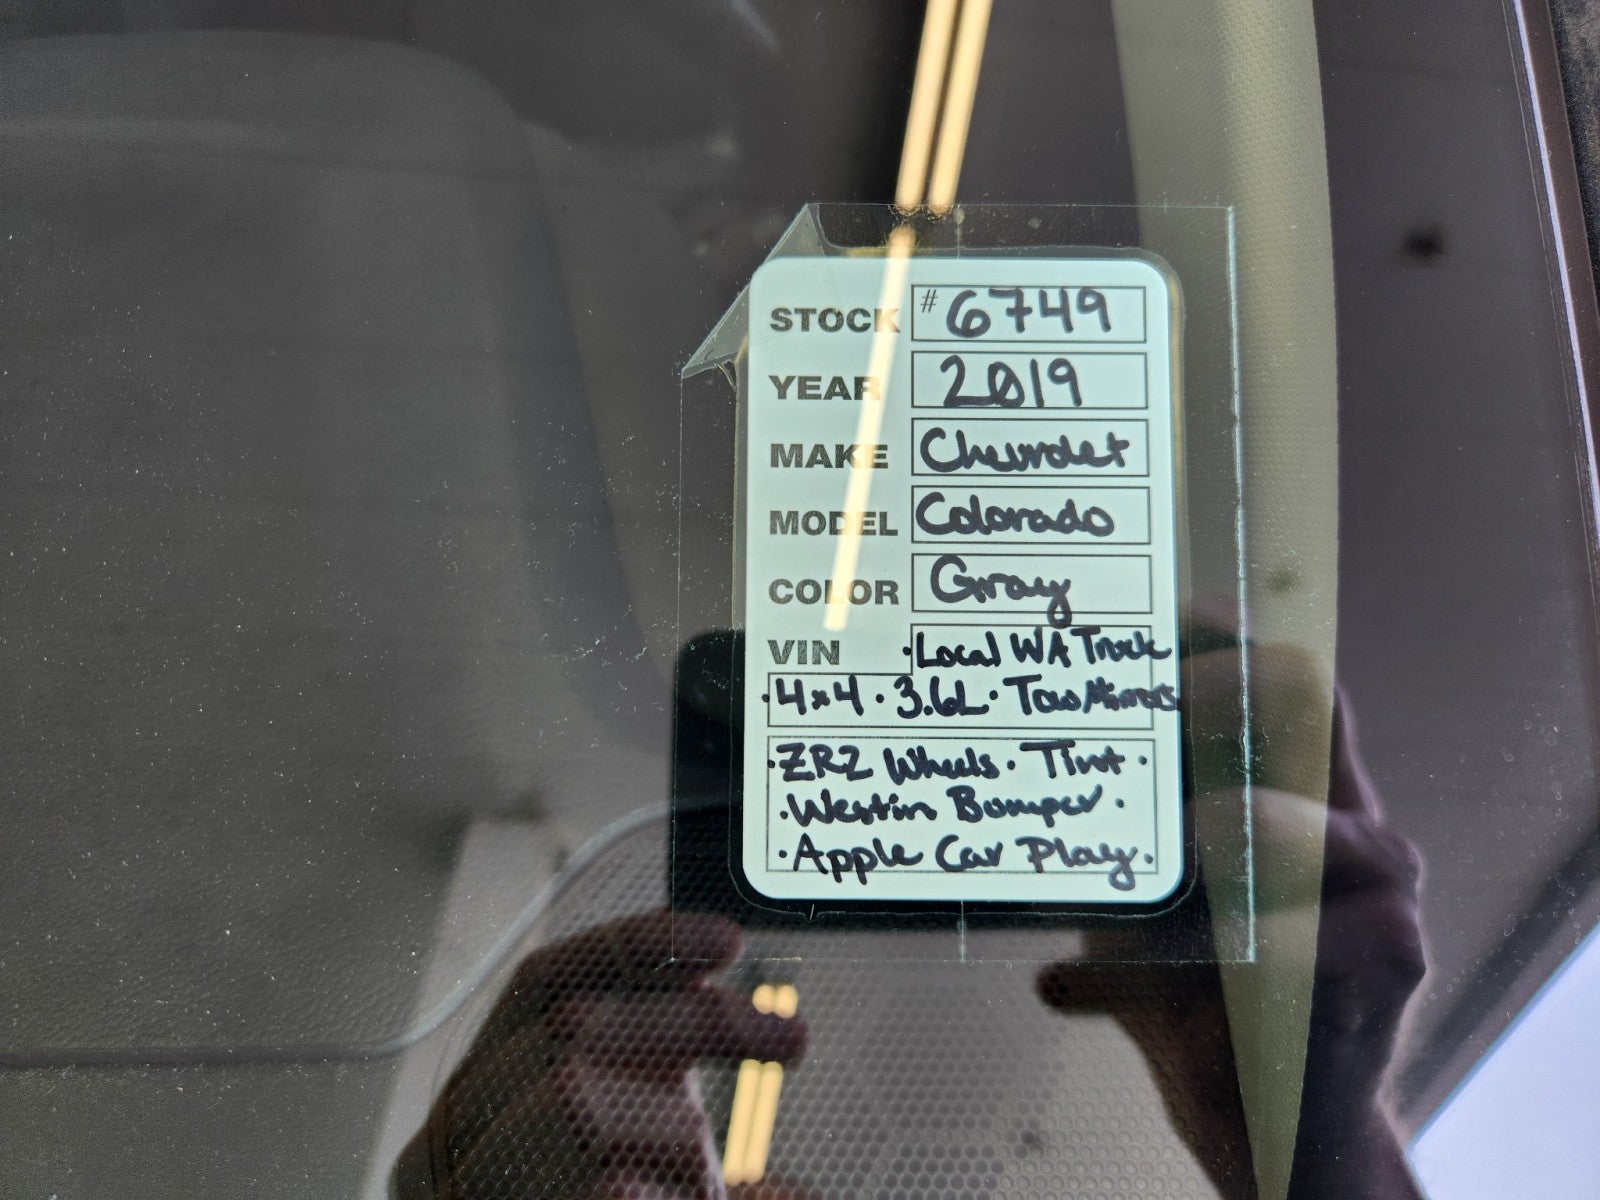 STOCK # 6749
YEAR 2019
MAKE Chevrolet
MODEL Colorado
COLOR Gray
VIN · Local WA Truck
· 4x4 · 3.6L · Tow Mirrors
· ZR2 Wheels · Tint ·
· Westin Bumper ·
· Apple Car Play ·